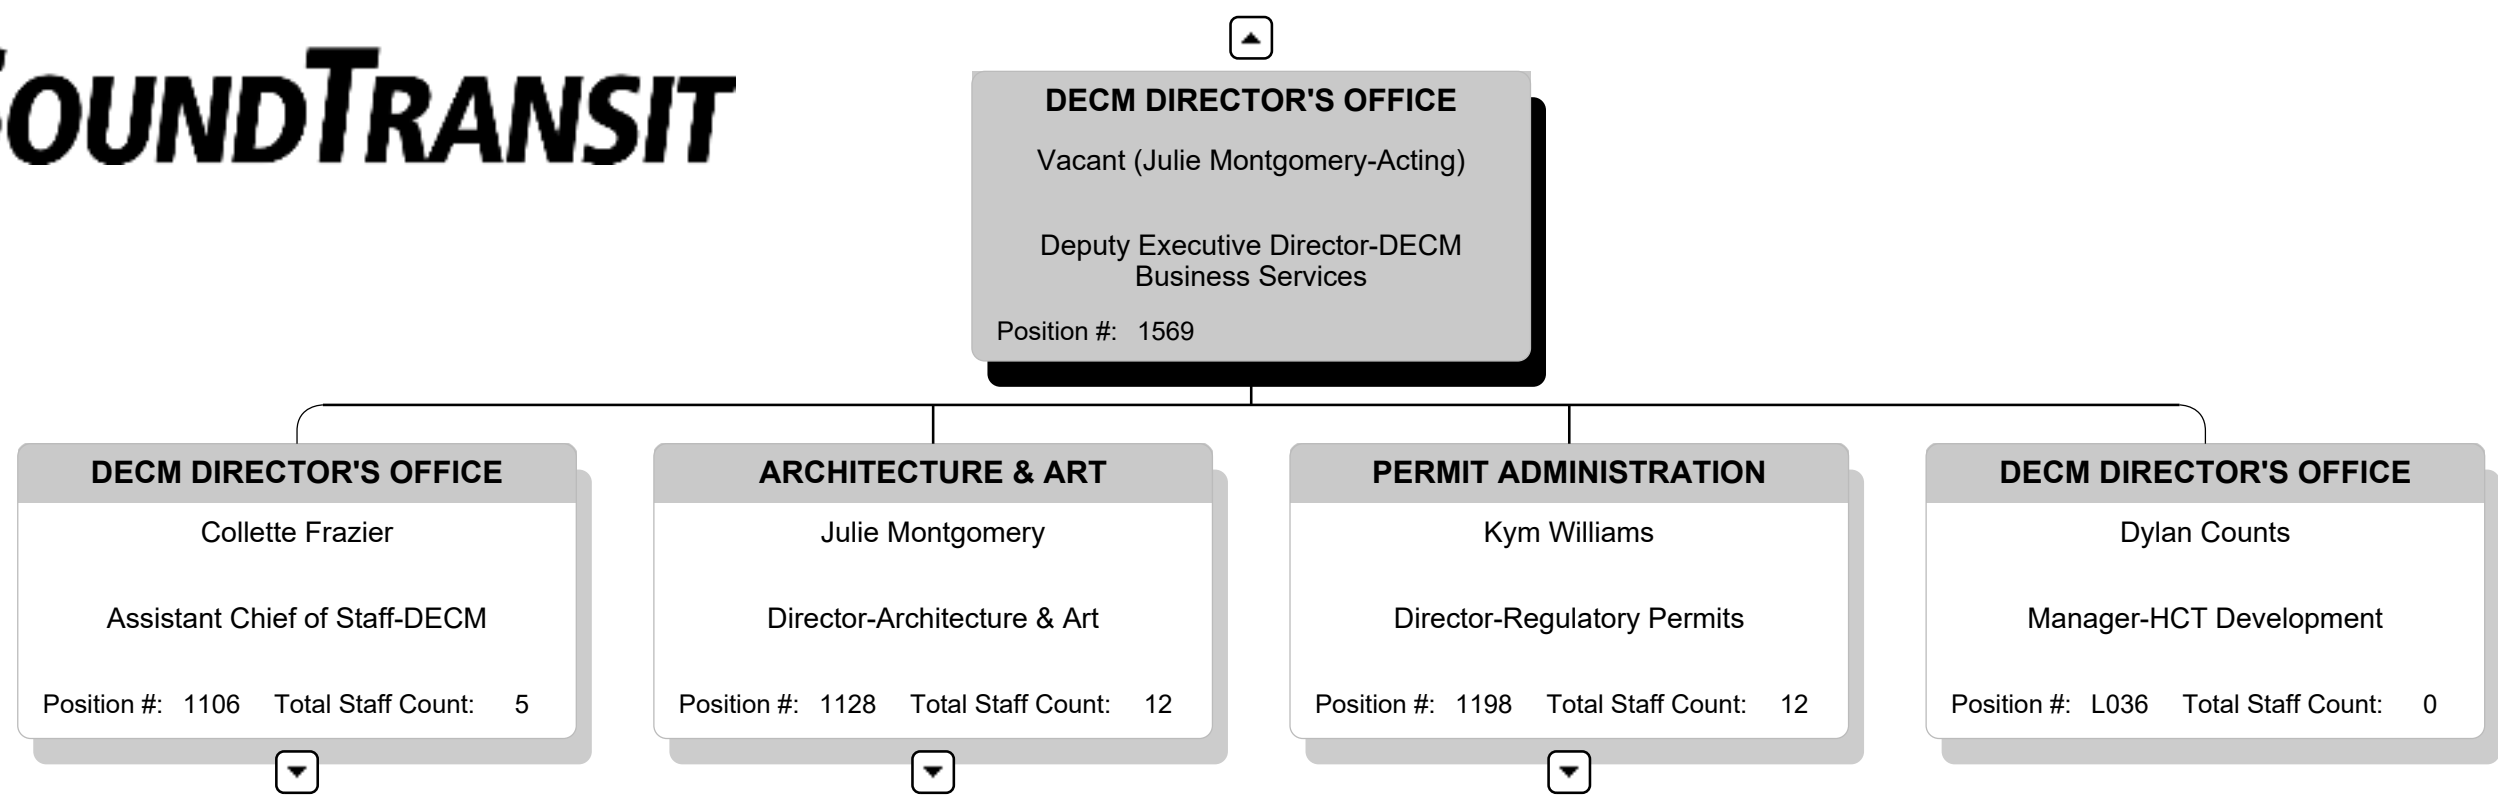 SOUNDTRANSIT
DECM DIRECTOR'S OFFICE
Vacant (Julie Montgomery-Acting)
Deputy Executive Director-DECM
Business Services
Position #: 1569
DECM DIRECTOR'S OFFICE
Collette Frazier
Assistant Chief of Staff-DECM
Position #: 1106 Total Staff Count: 5
ARCHITECTURE & ART
Julie Montgomery
Director-Architecture & Art
Position #: 1128 Total Staff Count: 12
PERMIT ADMINISTRATION
Kym Williams
Director-Regulatory Permits
Position #: 1198 Total Staff Count: 12
DECM DIRECTOR'S OFFICE
Dylan Counts
Manager-HCT Development
Position #: L036 Total Staff Count: 0